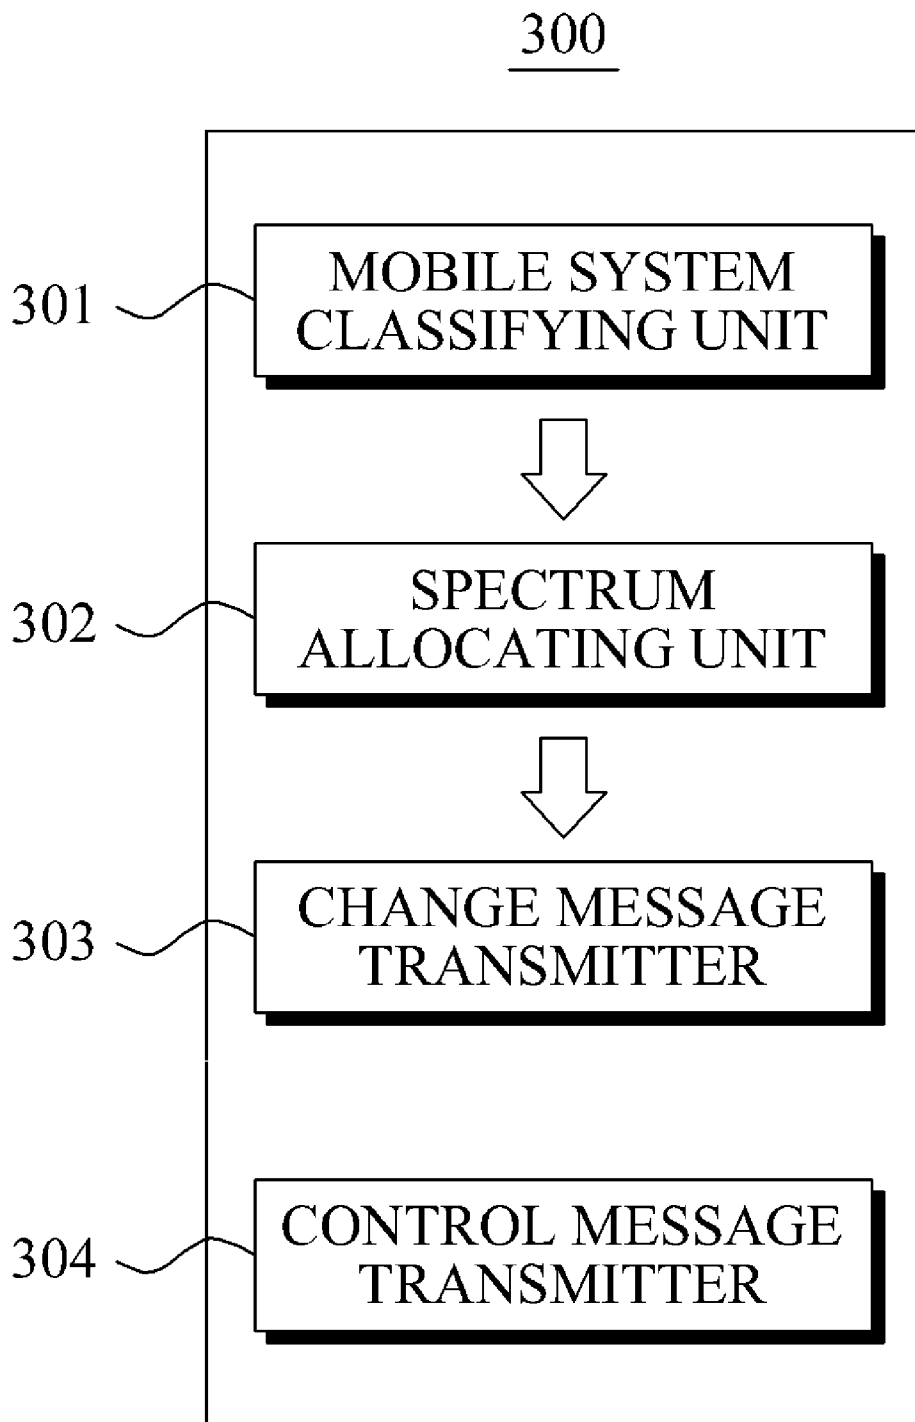 300
301
MOBILE SYSTEM
CLASSIFYING UNIT
302
SPECTRUM
ALLOCATING UNIT
303
CHANGE MESSAGE
TRANSMITTER
304
CONTROL MESSAGE
TRANSMITTER